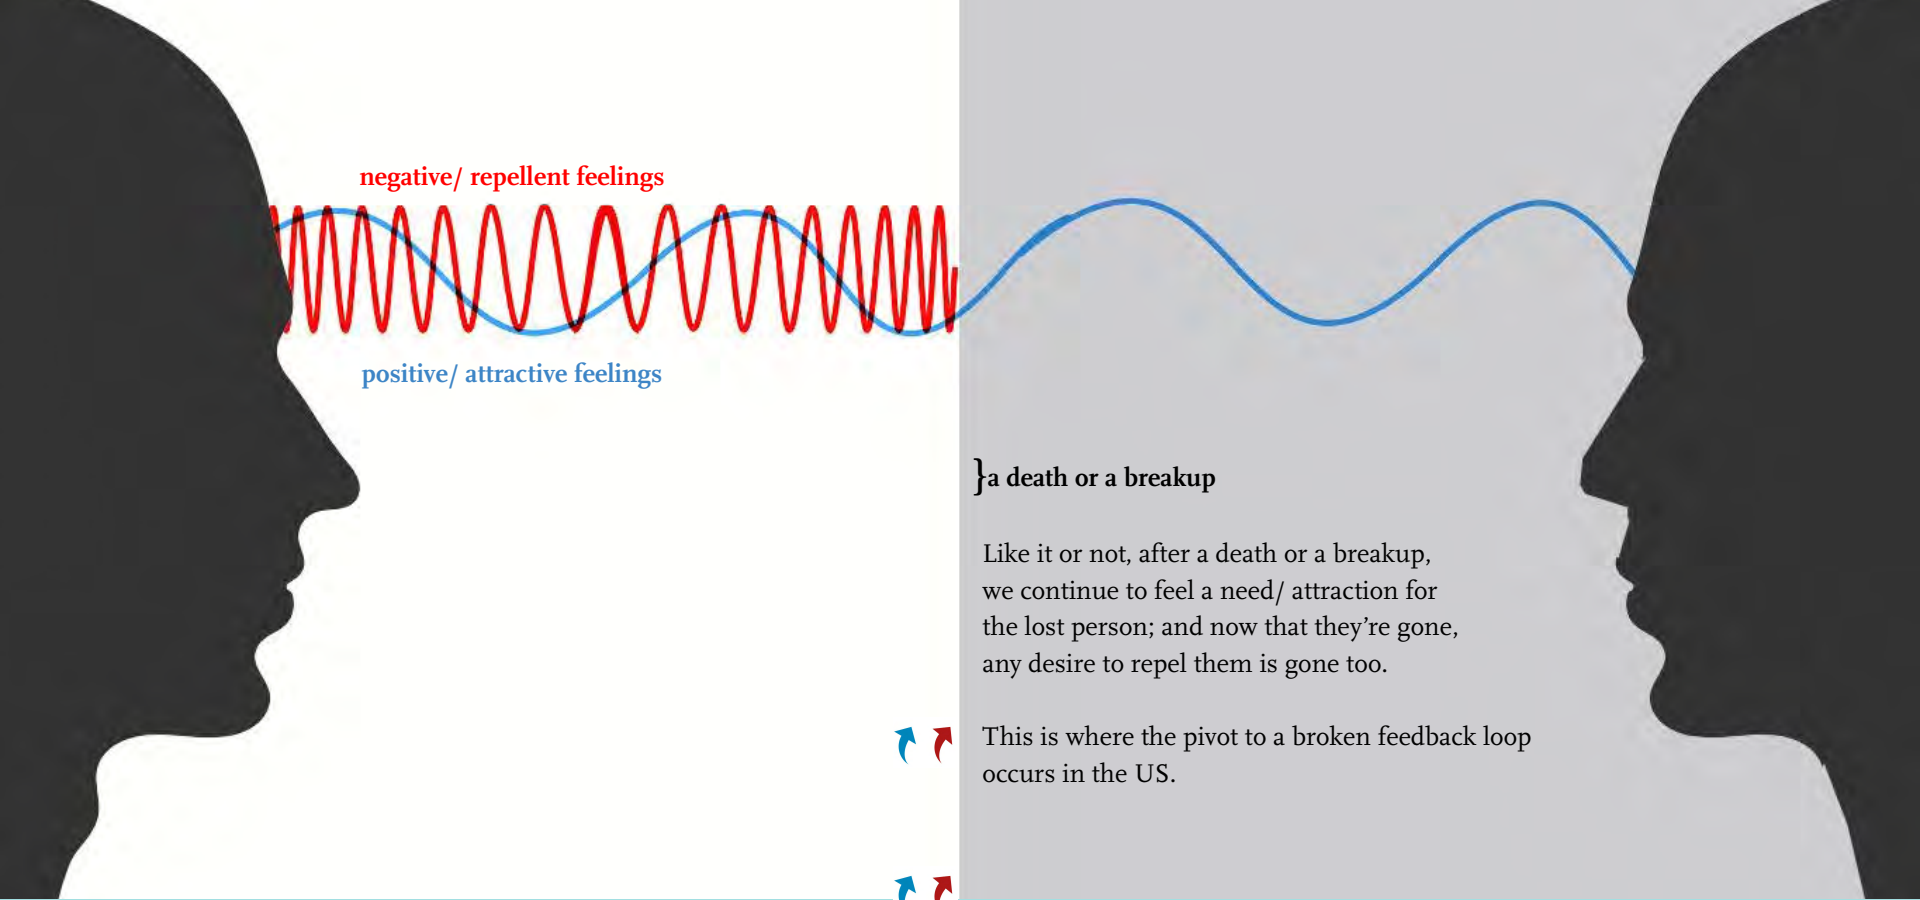 negative/ repellent feelings
positive/ attractive feelings
}a death or a breakup
Like it or not, after a death or a breakup,
we continue to feel a need/ attraction for
the lost person; and now that they’re gone,
any desire to repel them is gone too.
This is where the pivot to a broken feedback loop
occurs in the US.